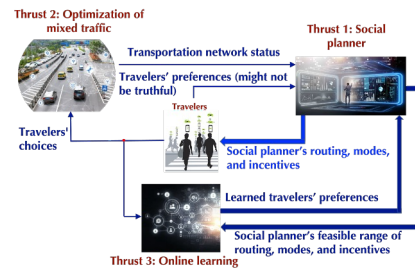 Thrust 2: Optimization of
mixed traffic
Thrust 1: Social
planner
Transportation network status
Travelers' preferences (might not
be truthful)
Travelers
Travelers'
choices
Social planner's routing, modes,
and incentives
Learned travelers' preferences
Social planner's feasible range of
routing, modes, and incentives
Thrust 3: Online learning